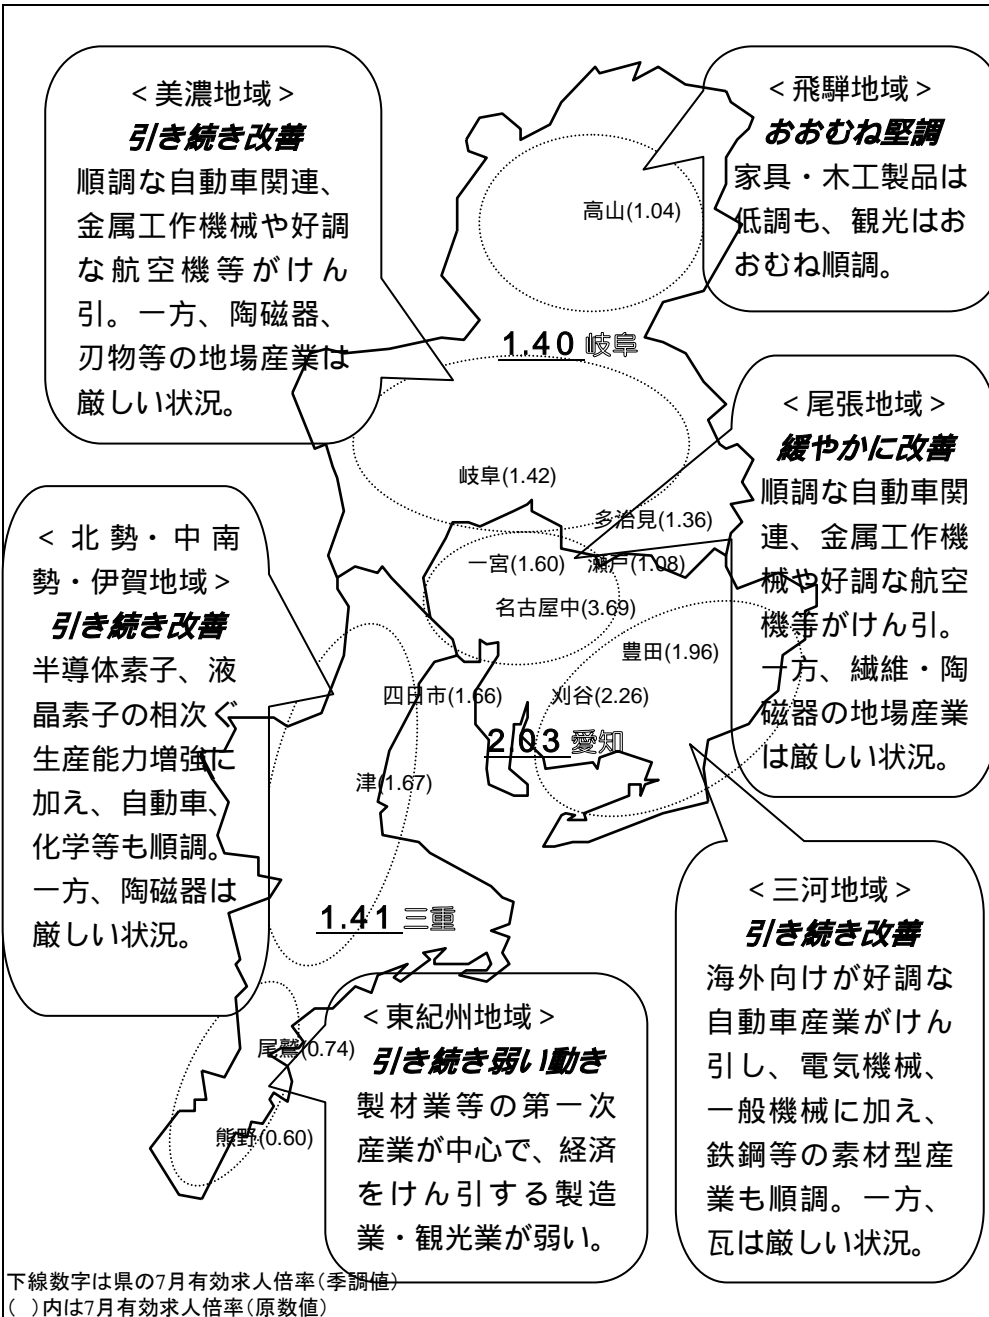 ＜美濃地域＞
引き続き改善
順調な自動車関連、
金属工作機械や好調
な航空機等がけん
引。一方、陶磁器、
刃物等の地場産業は
厳しい状況。
＜飛騨地域＞
おおむね堅調
家具・木工製品は
低調も、観光はお
おむね順調。
高山(1.04)
1.40 岐阜
岐阜(1.42)
多治見(1.36)
＜尾張地域＞
緩やかに改善
順調な自動車関
連、金属工作機
械や好調な航空
機等がけん引。
一方、繊維・陶
磁器の地場産業
は厳しい状況。
一宮(1.60)
瀬戸(1.08)
名古屋中(3.69)
豊田(1.96)
刈谷(2.26)
2.03 愛知
＜北勢・中南
勢・伊賀地域＞
引き続き改善
半導体素子、液
晶素子の相次ぐ
生産能力増強に
加え、自動車、
化学等も順調。
一方、陶磁器は
厳しい状況。
四日市(1.66)
津(1.67)
1.41 三重
＜三河地域＞
引き続き改善
海外向けが好調な
自動車産業がけん
引し、電気機械、
一般機械に加え、
鉄鋼等の素材型産
業も順調。一方、
瓦は厳しい状況。
＜東紀州地域＞
引き続き弱い動き
製材業等の第一次
産業が中心で、経済
をけん引する製造
業・観光業が弱い。
尾鷲(0.74)
熊野(0.60)
下線数字は県の7月有効求人倍率(季調値)
( )内は7月有効求人倍率(原数値)